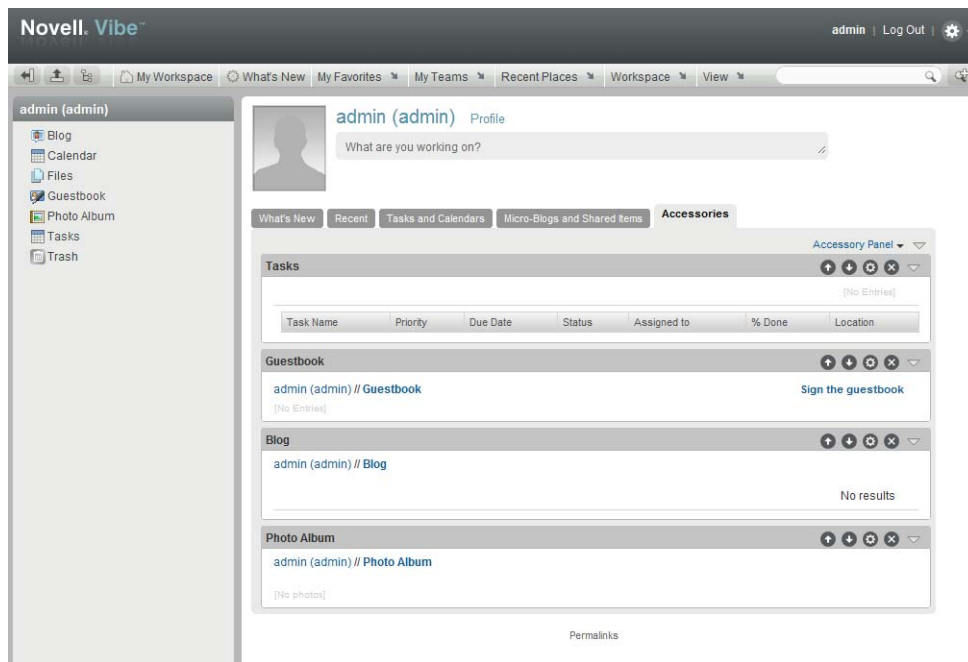 Novell. Vibe™
admin | Log Out |
My Workspace What's New My Favorites My Teams Recent Places Workspace View
admin (admin)
Blog
Calendar
Files
Guestbook
Photo Album
Tasks
Trash
admin (admin) Profile
What are you working on?
What's New Recent Tasks and Calendars Micro-Blogs and Shared Items Accessories
Accessory Panel
Tasks
[No Entries]
Task Name Priority Due Date Status Assigned to % Done Location
Guestbook
admin (admin) // Guestbook Sign the guestbook
[No Entries]
Blog
admin (admin) // Blog
No results
Photo Album
admin (admin) // Photo Album
[No photos]
Permalinks